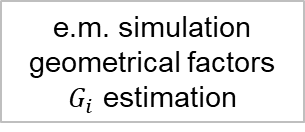 e.m. simulation
geometrical factors
𝐺ᵢ estimation